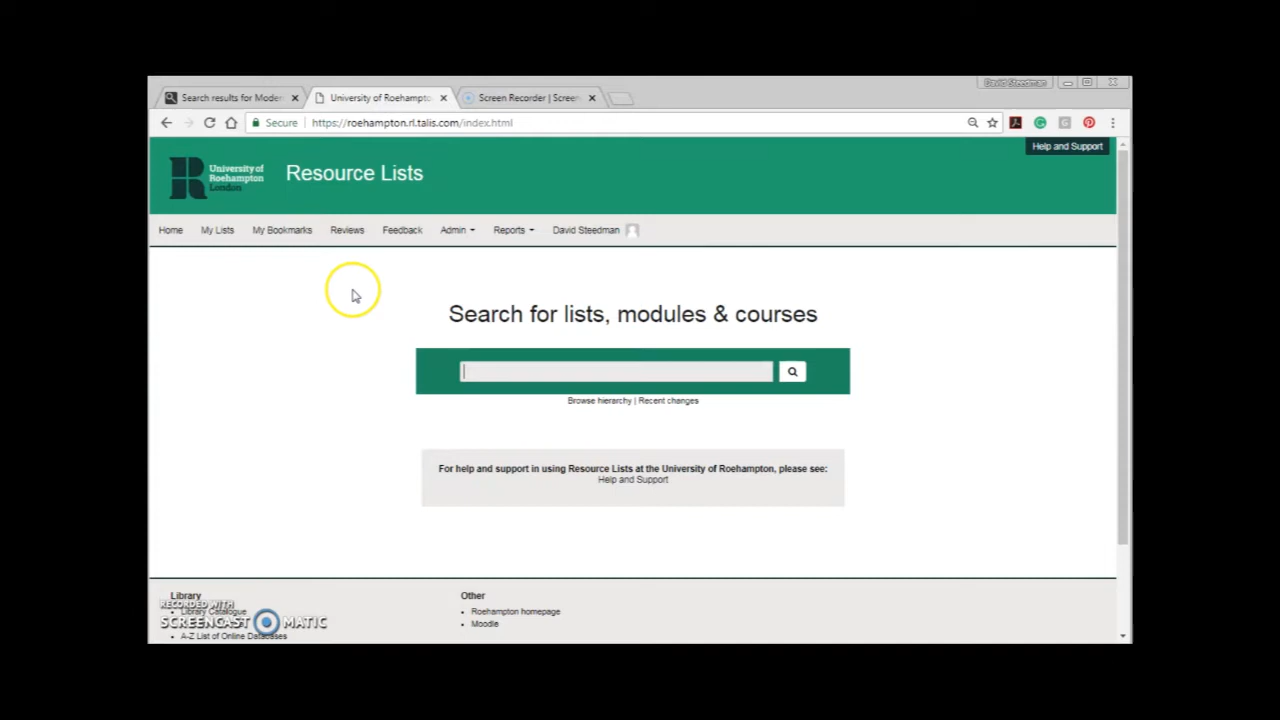 David Steedman
Search results for Moder
University of Roehampto
Screen Recorder | Screen
Secure https://roehampton.rl.talis.com/index.html
Help and Support
University of
Roehampton
London
Resource Lists
Home My Lists My Bookmarks Reviews Feedback Admin Reports David Steedman
Search for lists, modules & courses
Browse hierarchy | Recent changes
For help and support in using Resource Lists at the University of Roehampton, please see:
Help and Support
Library
Library Catalogue
A-Z List of Online Databases
Other
Roehampton homepage
Moodle
RECORDED WITH
SCREENCAST MATIC